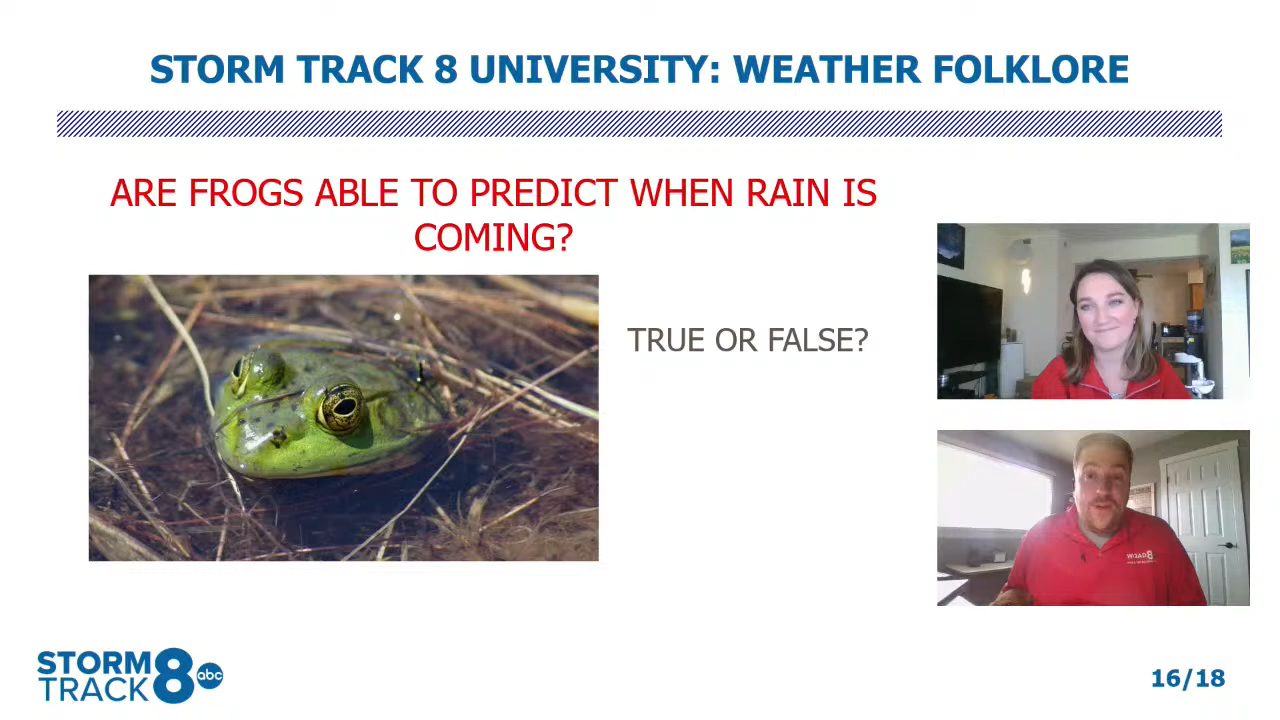 STORM TRACK 8 UNIVERSITY: WEATHER FOLKLORE
ARE FROGS ABLE TO PREDICT WHEN RAIN IS
COMING?
TRUE OR FALSE?
WQAD8
STORM
TRACK 8 abc
16/18